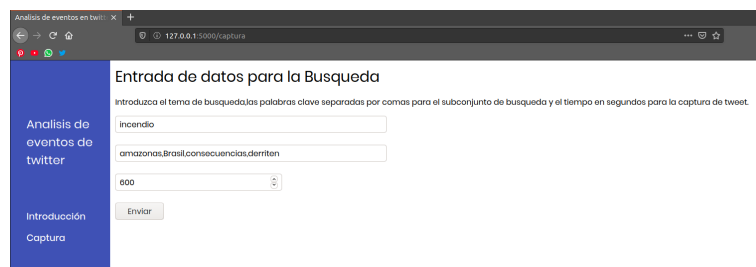 Analisis de eventos en twitt
127.0.0.1:5000/captura
Entrada de datos para la Busqueda
Introduzca el tema de busqueda,las palabras clave separadas por comas para el subconjunto de busqueda y el tiempo en segundos para la captura de tweet.
Analisis de
eventos de
twitter
incendio
amazonas,Brasil,consecuencias,derriten
600
Enviar
Introducción
Captura